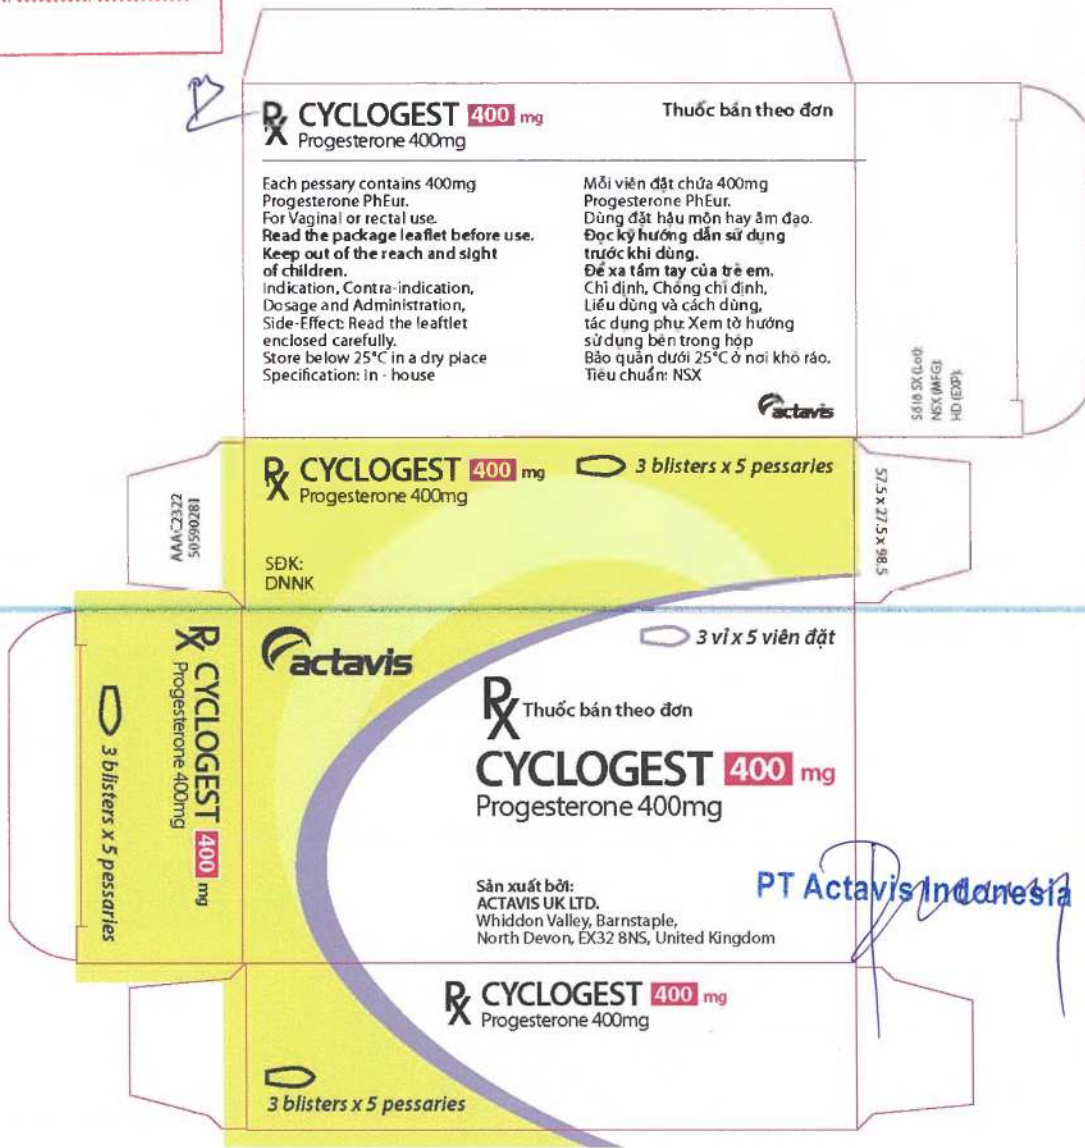 Rx CYCLOGEST 400 mg
Progesterone 400mg
Thuốc bán theo đơn
Each pessary contains 400mg
Progesterone PhEur.
For Vaginal or rectal use.
Read the package leaflet before use.
Keep out of the reach and sight
of children.
Indication, Contra-indication,
Dosage and Administration,
Side-Effect: Read the leaftlet
enclosed carefully.
Store below 25°C in a dry place
Specification: In - house
Mỗi viên đặt chứa 400mg
Progesterone PhEur.
Dùng đặt hậu môn hay âm đạo.
Đọc kỹ hướng dẫn sử dụng
trước khi dùng.
Để xa tầm tay của trẻ em.
Chỉ định, Chống chỉ định,
Liều dùng và cách dùng,
tác dụng phụ: Xem tờ hướng
sử dụng bên trong hộp
Bảo quản dưới 25°C ở nơi khô ráo.
Tiêu chuẩn: NSX
actavis
Số lô SX (Lot):
NSX (MFG):
HD (EXP):
Rx CYCLOGEST 400 mg
Progesterone 400mg
3 blisters x 5 pessaries
SĐK:
DNNK
50590281
AAAC2322
57.5 x 27.5 x 98.5
Rx CYCLOGEST 400 mg
Progesterone 400mg
3 blisters x 5 pessaries
actavis
3 vỉ x 5 viên đặt
Rx Thuốc bán theo đơn
CYCLOGEST 400 mg
Progesterone 400mg
Sản xuất bởi:
ACTAVIS UK LTD.
Whiddon Valley, Barnstaple,
North Devon, EX32 8NS, United Kingdom
PT Actavis Indonesia
Rx CYCLOGEST 400 mg
Progesterone 400mg
3 blisters x 5 pessaries